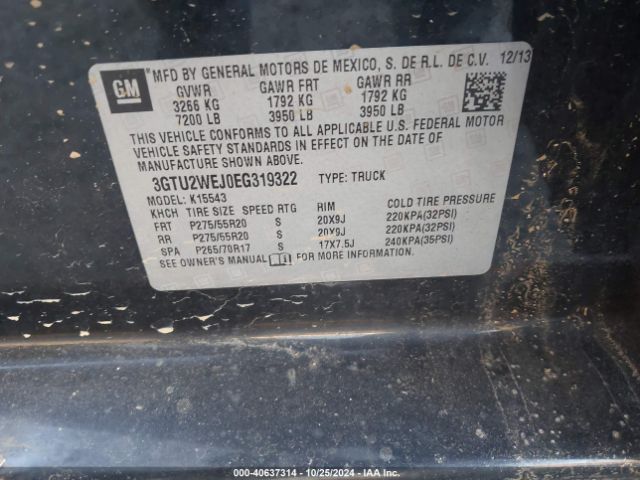 GM
MFD BY GENERAL MOTORS DE MEXICO, S. DE R.L. DE C.V. 12/13
GVWR GAWR FRT GAWR RR
3266 KG 1792 KG 1792 KG
7200 LB 3950 LB 3950 LB
THIS VEHICLE CONFORMS TO ALL APPLICABLE U.S. FEDERAL MOTOR
VEHICLE SAFETY STANDARDS IN EFFECT ON THE DATE OF
MANUFACTURE SHOWN ABOVE.
3GTU2WEJ0EG319322 TYPE: TRUCK
MODEL: K15543
KHCH TIRE SIZE SPEED RTG RIM COLD TIRE PRESSURE
FRT P275/55R20 S 20X9J 220KPA(32PSI)
RR P275/55R20 S 20X9J 220KPA(32PSI)
SPA P265/70R17 S 17X7.5J 240KPA(35PSI)
SEE OWNER'S MANUAL FOR MORE INFORMATION.
000-40637314 - 10/25/2024 - IAA Inc.